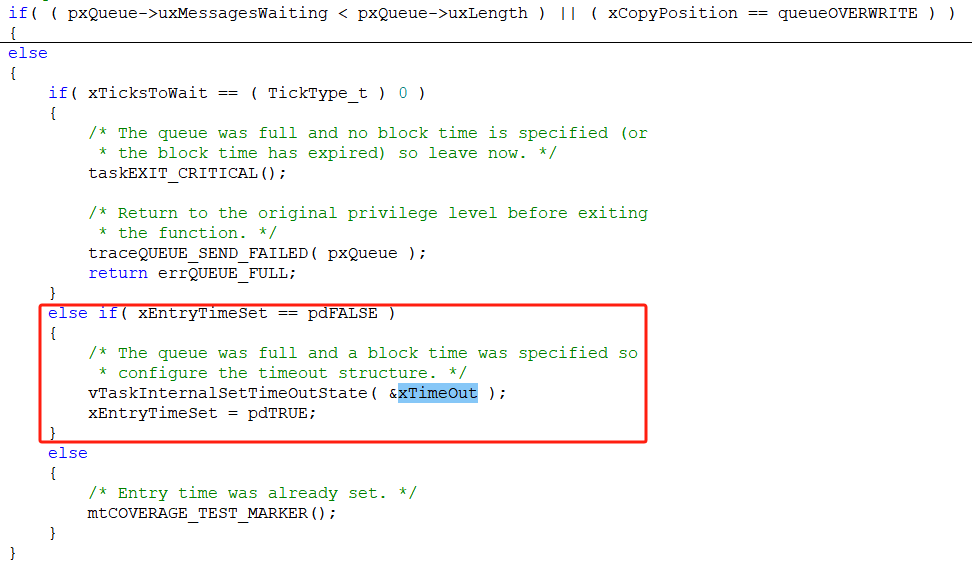 if( ( pxQueue->uxMessagesWaiting < pxQueue->uxLength ) || ( xCopyPosition == queueOVERWRITE ) )
{
else
{
    if( xTicksToWait == ( TickType_t ) 0 )
    {
        /* The queue was full and no block time is specified (or
         * the block time has expired) so leave now. */
        taskEXIT_CRITICAL();

        /* Return to the original privilege level before exiting
         * the function. */
        traceQUEUE_SEND_FAILED( pxQueue );
        return errQUEUE_FULL;
    }
    else if( xEntryTimeSet == pdFALSE )
    {
        /* The queue was full and a block time was specified so
         * configure the timeout structure. */
        vTaskInternalSetTimeOutState( &xTimeOut );
        xEntryTimeSet = pdTRUE;
    }
    else
    {
        /* Entry time was already set. */
        mtCOVERAGE_TEST_MARKER();
    }
}